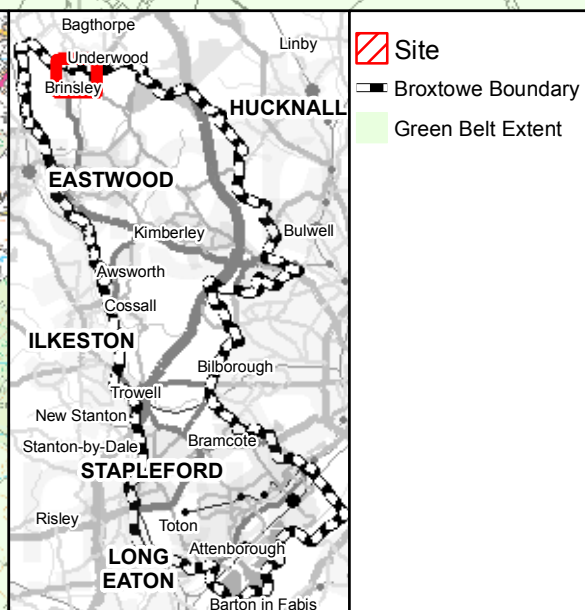 Bagthorpe
Linby
Underwood
Brinsley
HUCKNALL
EASTWOOD
Kimberley
Bulwell
Awsworth
Cossall
ILKESTON
Bilborough
Trowell
New Stanton
Bramcote
Stanton-by-Dale
STAPLEFORD
Risley
Toton
Attenborough
LONG
EATON
Barton in Fabis
Site
Broxtowe Boundary
Green Belt Extent